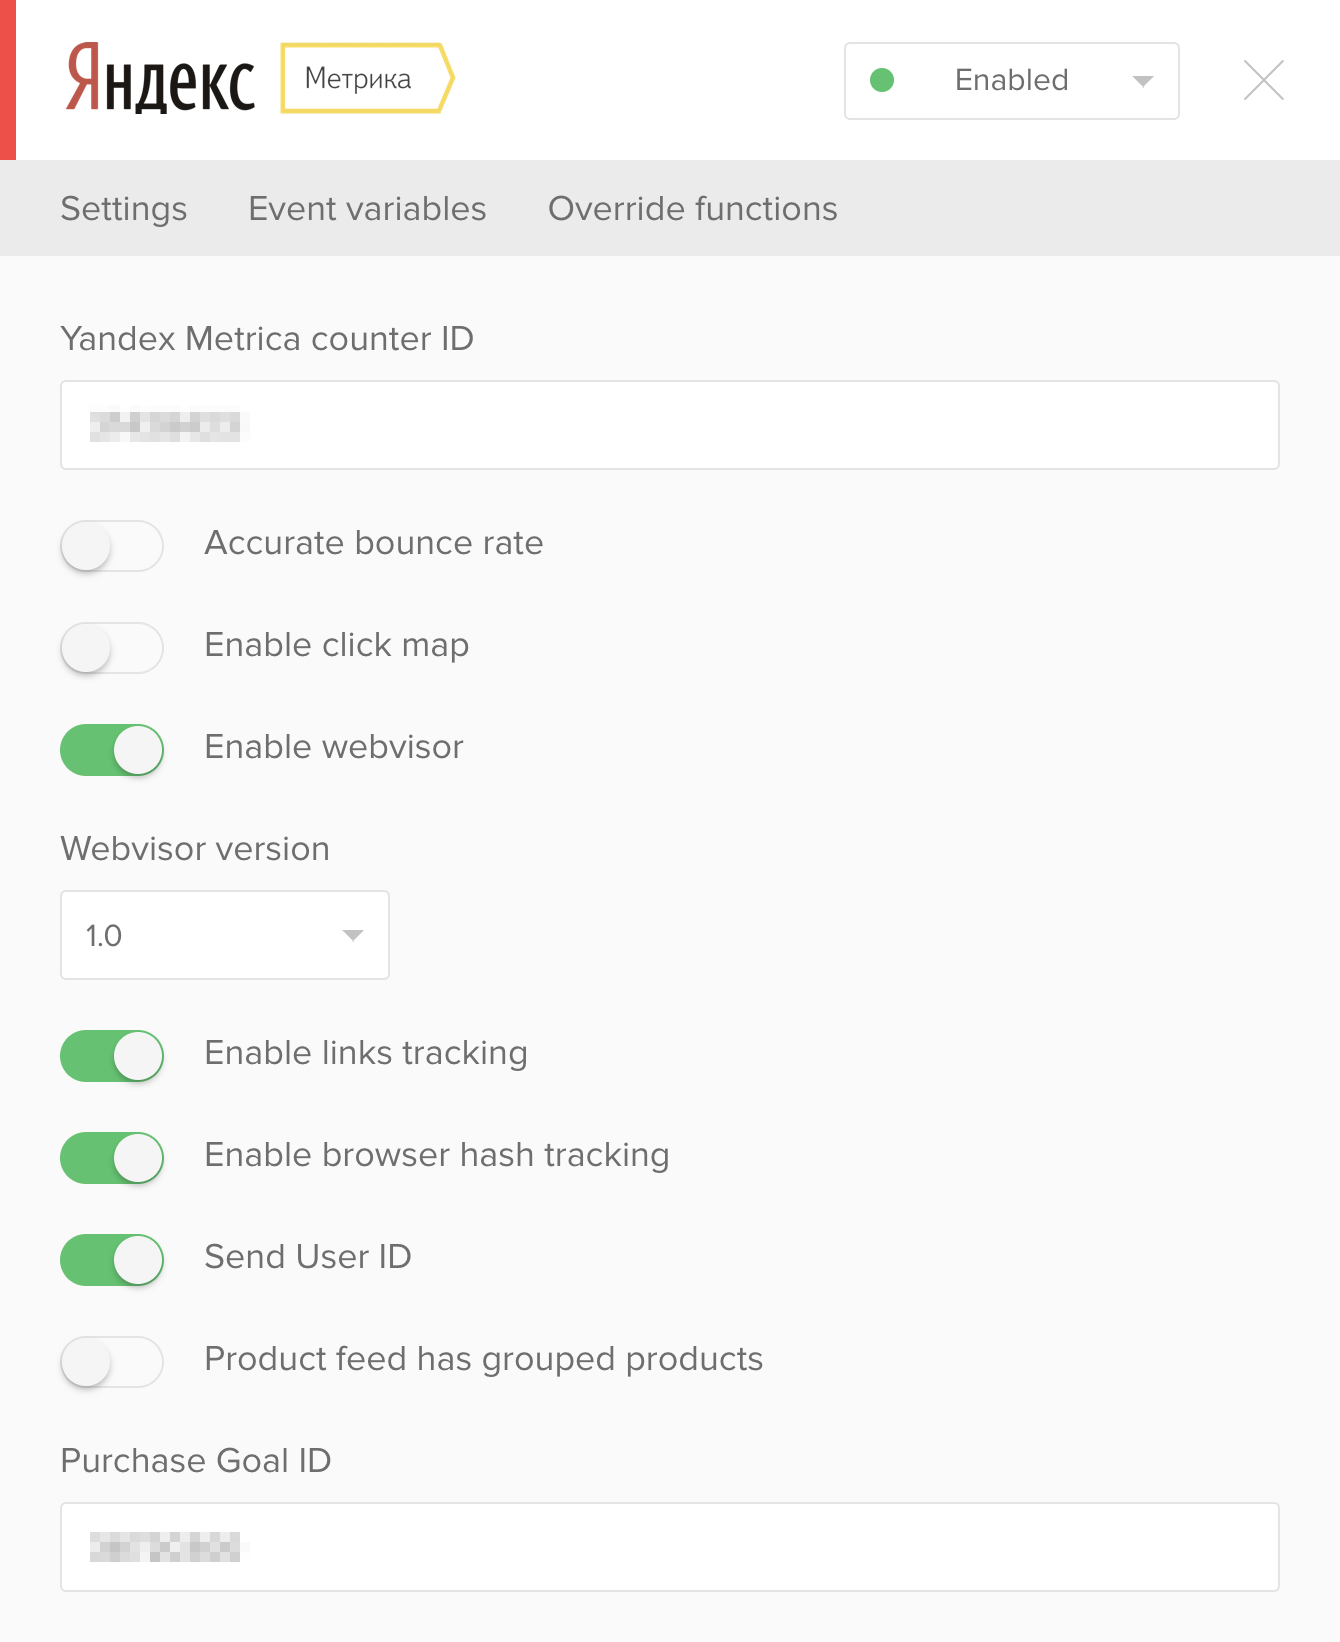 Яндекс Метрика Enabled
Settings Event variables Override functions
Yandex Metrica counter ID
Accurate bounce rate
Enable click map
Enable webvisor
Webvisor version
1.0
Enable links tracking
Enable browser hash tracking
Send User ID
Product feed has grouped products
Purchase Goal ID